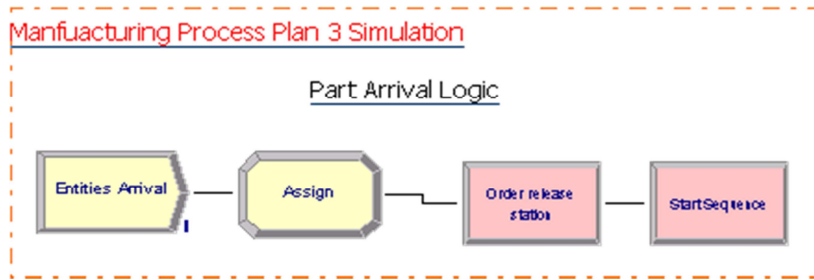 Manfuacturing Process Plan 3 Simulation
Part Arrival Logic
Entities Arrival
Assign
Order release
station
StartSequence